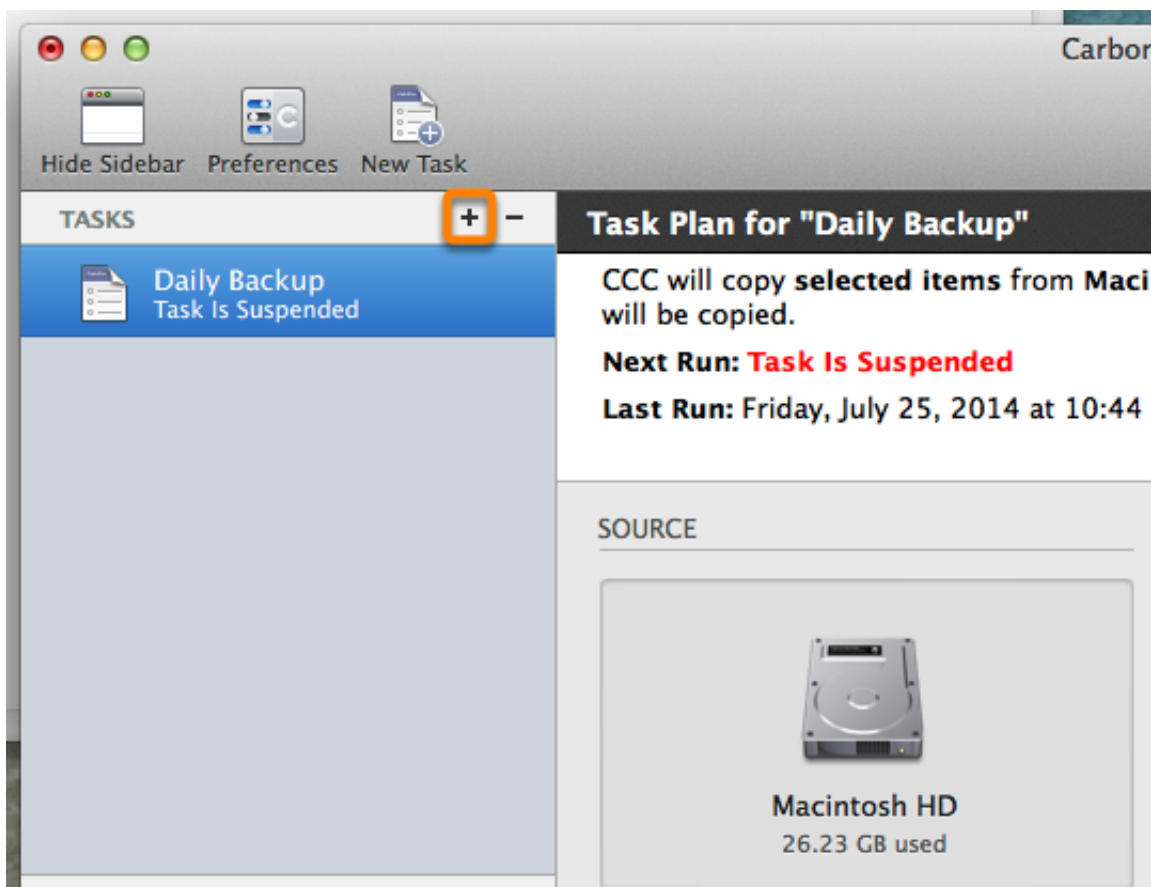 Carbon
Hide Sidebar Preferences New Task
TASKS + −
Task Plan for "Daily Backup"
Daily Backup
Task Is Suspended
CCC will copy selected items from Maci
will be copied.
Next Run: Task Is Suspended
Last Run: Friday, July 25, 2014 at 10:44
SOURCE
Macintosh HD
26.23 GB used